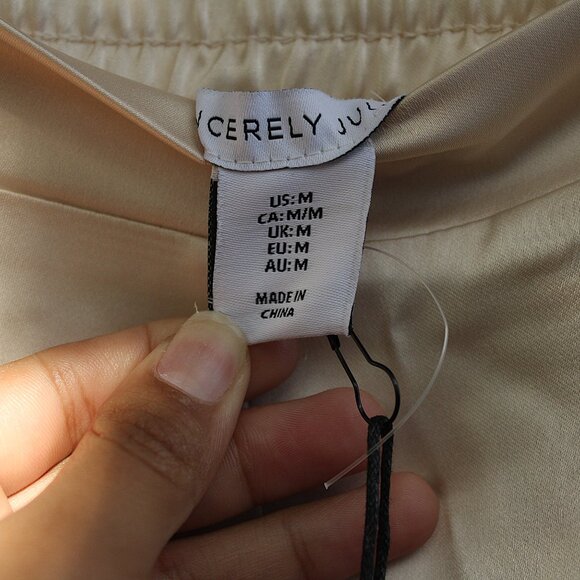 CERELY JU
US: M
CA: M/M
UK: M
EU: M
AU: M
MADE IN
CHINA